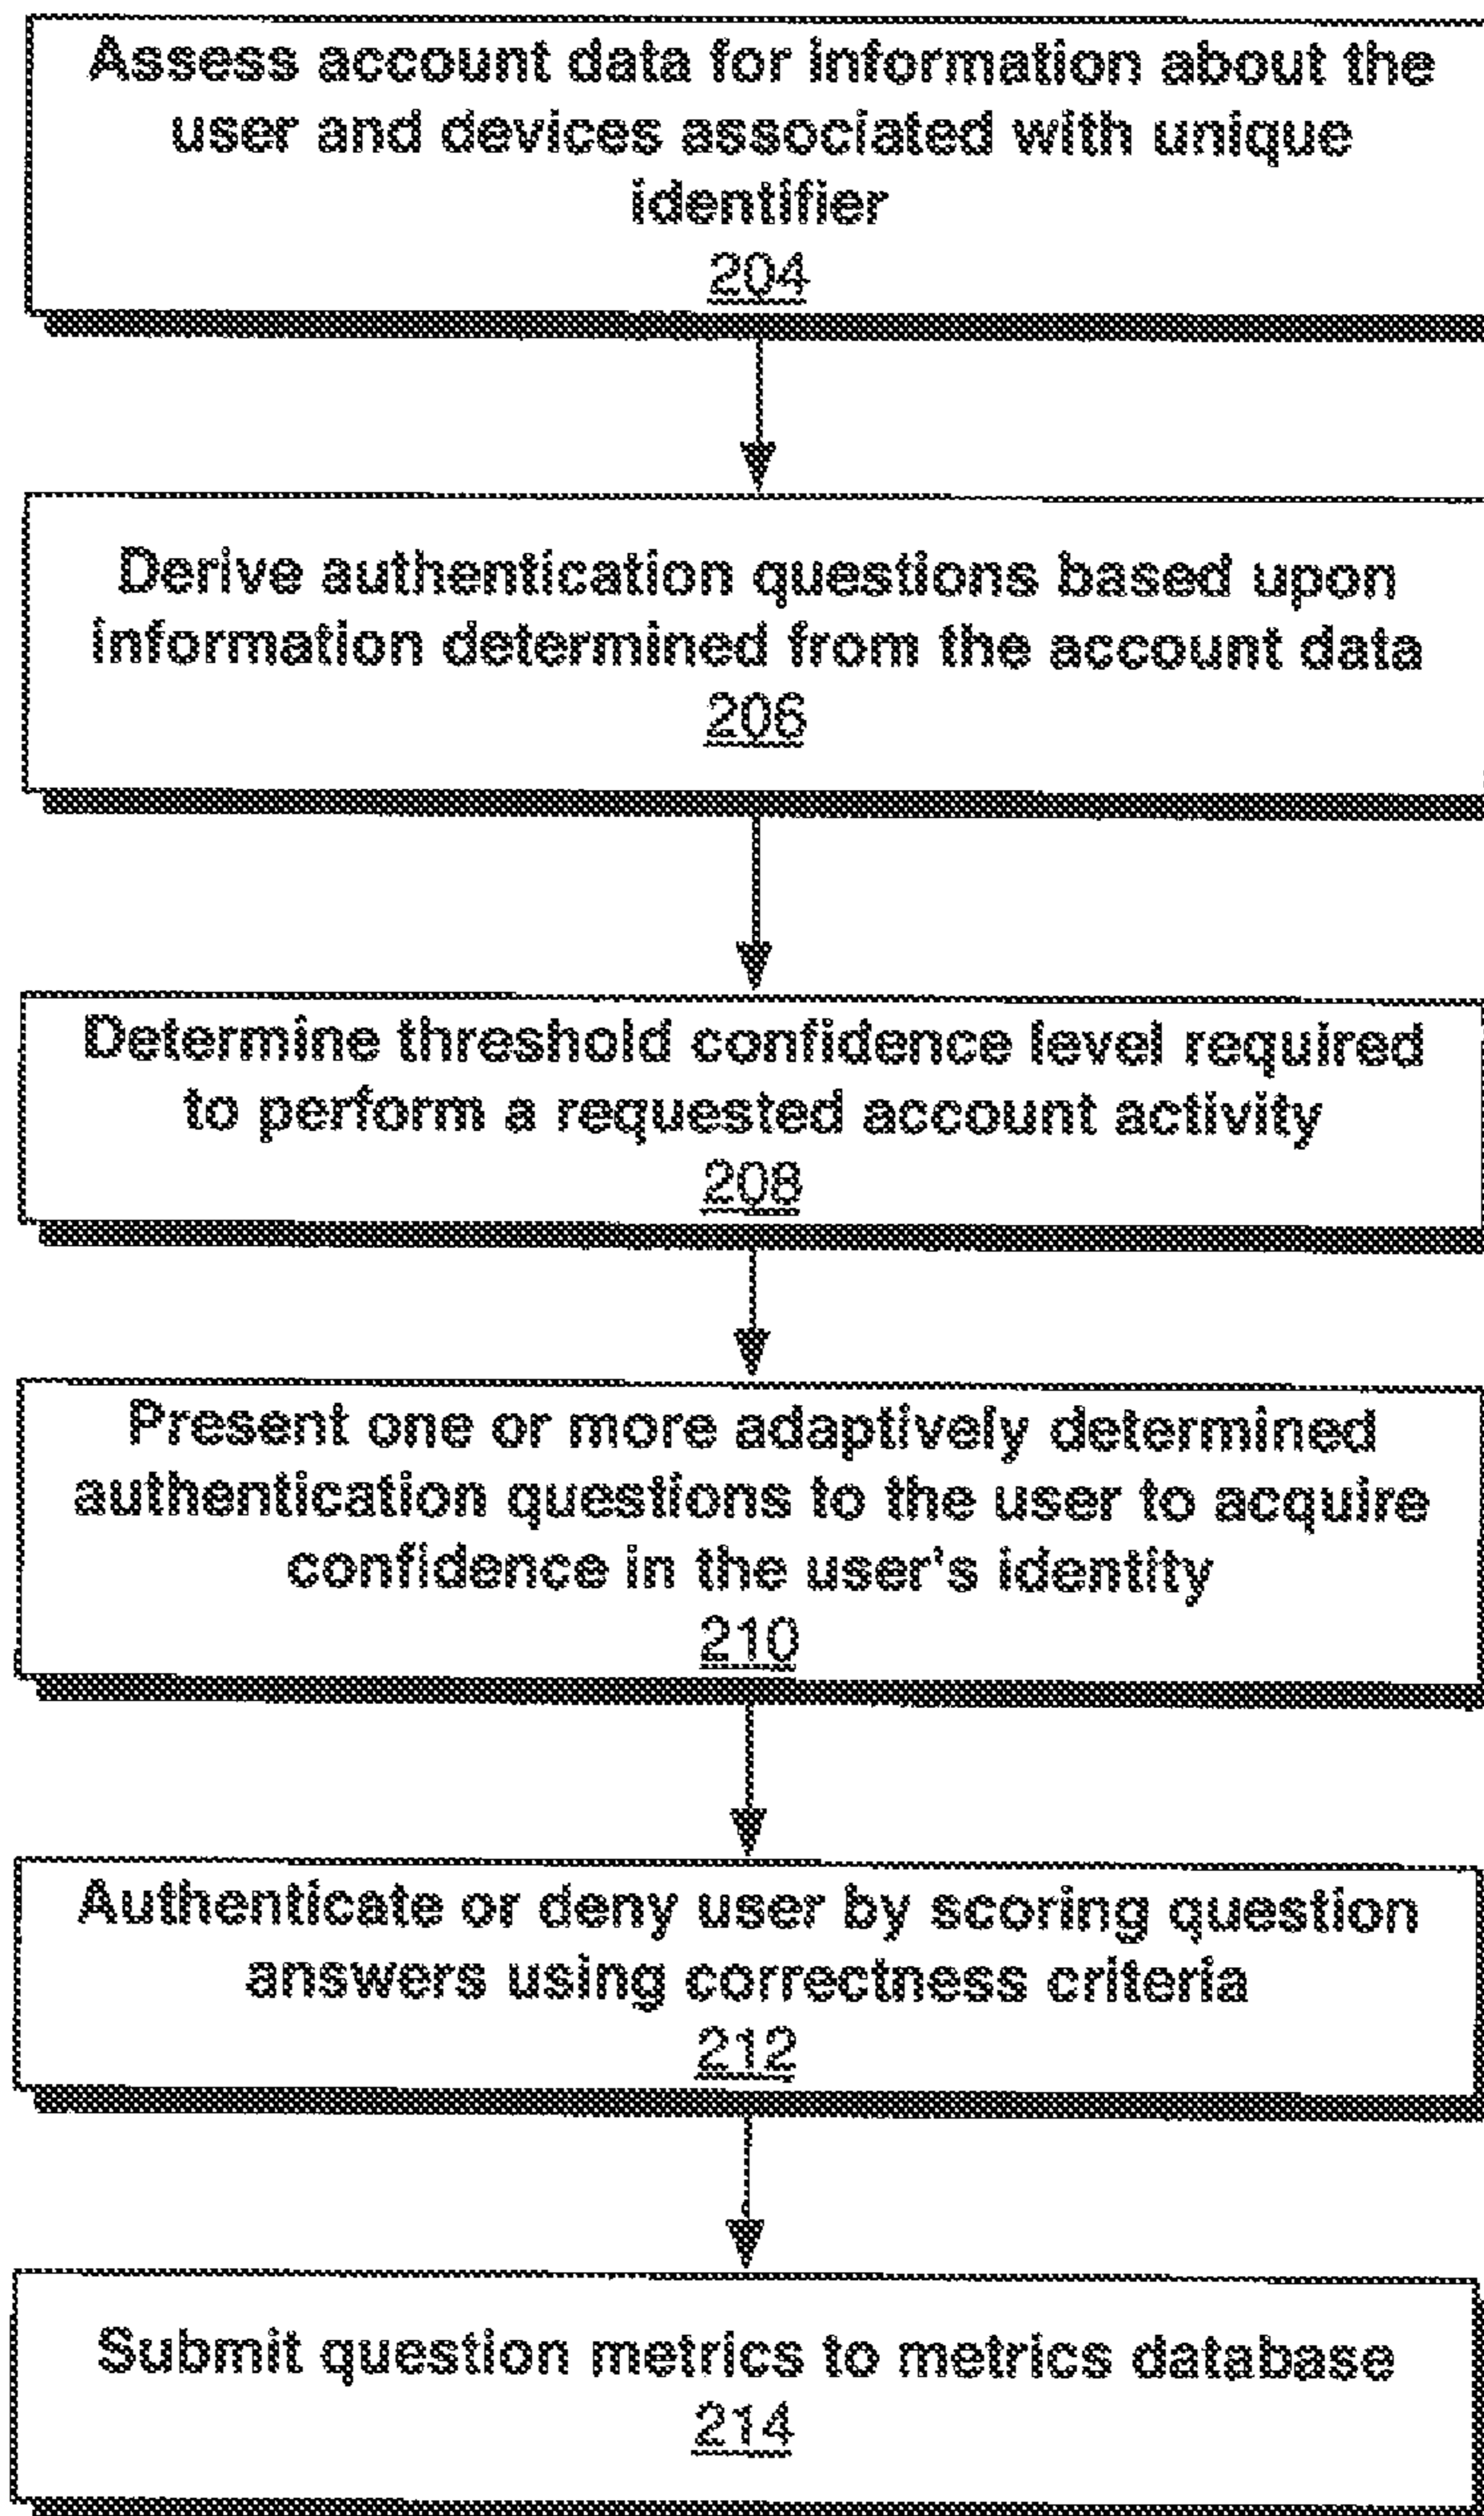 Assess account data for information about the
user and devices associated with unique
identifier
204
Derive authentication questions based upon
information determined from the account data
206
Determine threshold confidence level required
to perform a requested account activity
208
Present one or more adaptively determined
authentication questions to the user to acquire
confidence in the user's identity
210
Authenticate or deny user by scoring question
answers using correctness criteria
212
Submit question metrics to metrics database
214